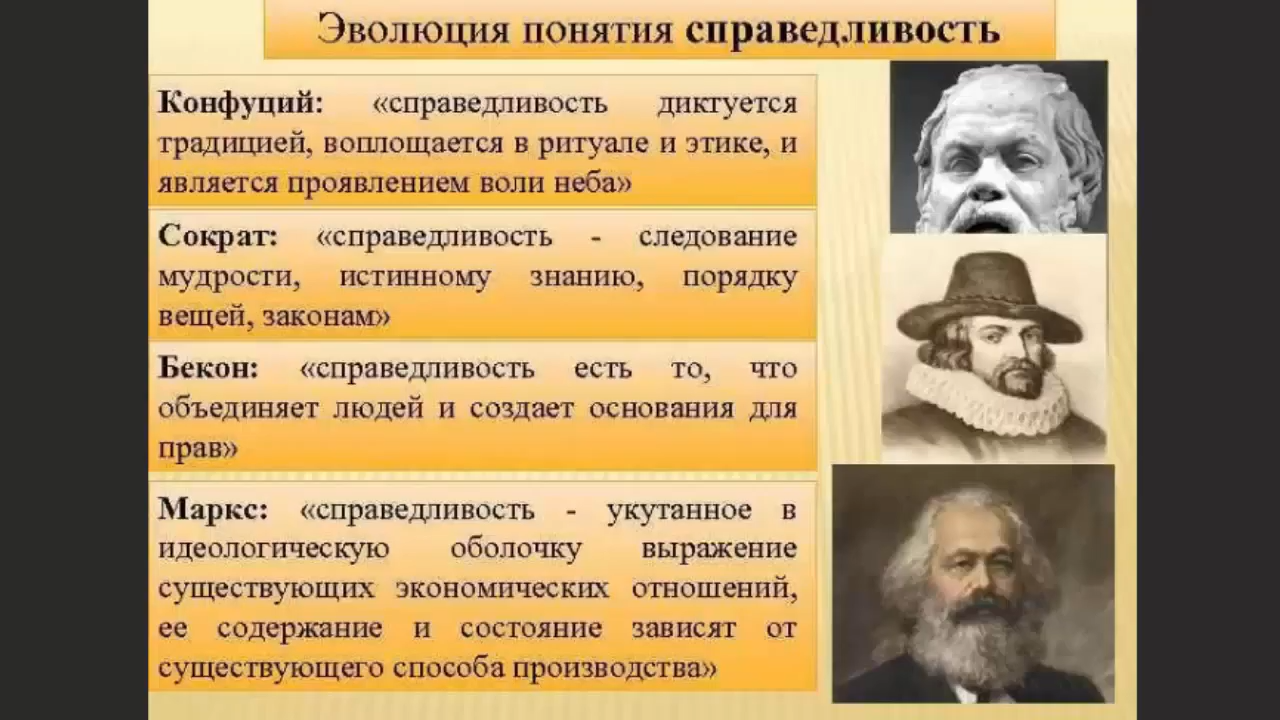 Эволюция понятия справедливость
Конфуций: «справедливость диктуется
традицией, воплощается в ритуале и этике, и
является проявлением воли неба»
Сократ: «справедливость - следование
мудрости, истинному знанию, порядку
вещей, законам»
Бекон: «справедливость есть то, что
объединяет людей и создает основания для
прав»
Маркс: «справедливость - укутанное в
идеологическую оболочку выражение
существующих экономических отношений,
ее содержание и состояние зависят от
существующего способа производства»